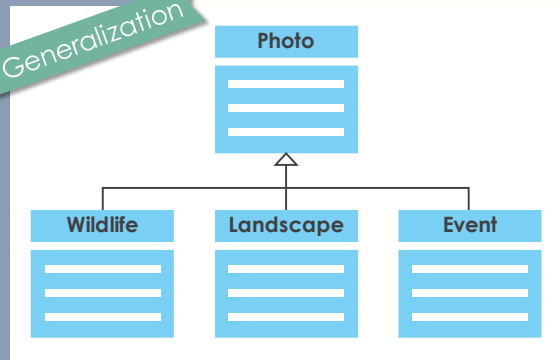 Generalization
Photo
Wildlife
Landscape
Event